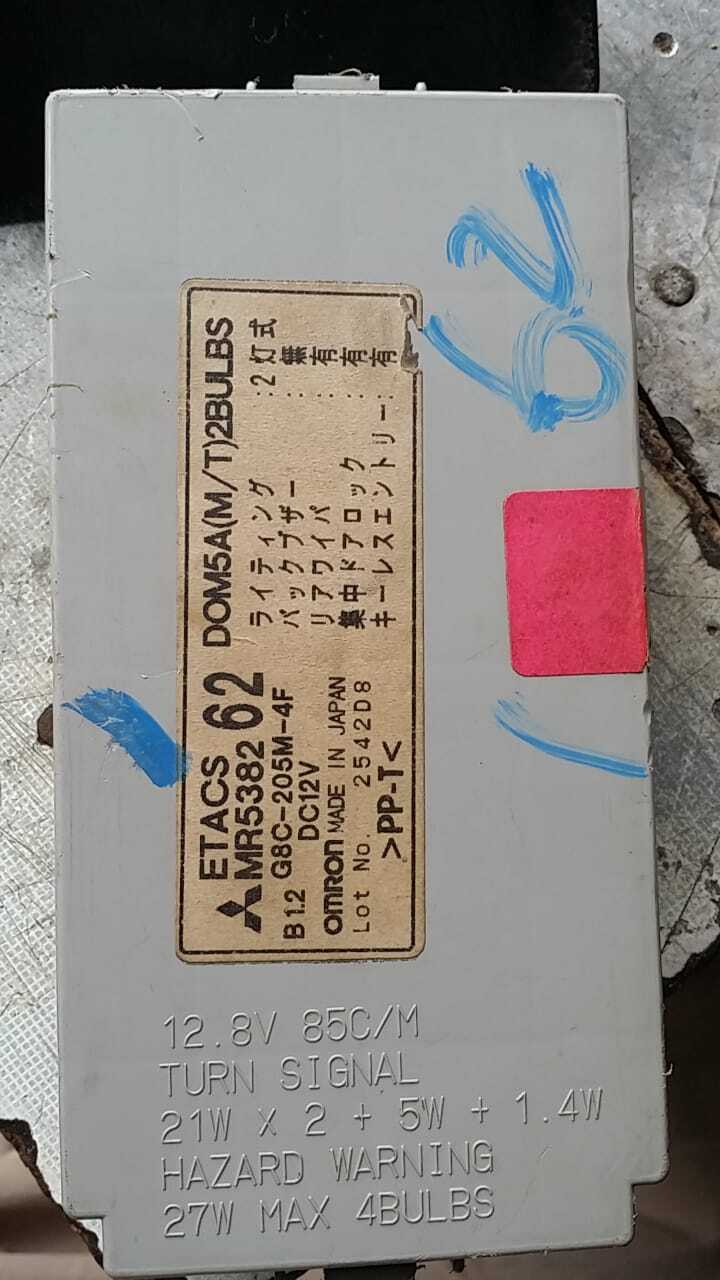 ETACS
MR538262
DOM5A(M/T)2BULBS
B1.2 G8C-205M-4F
DC12V
OMRON MADE IN JAPAN
Lot No. 2542D8
>PP-T<
ライティング :2灯式
バックブザー :無
リアワイパ :有
集中ドアロック :有
キーレスエントリー:有
62
12.8V 85C/M
TURN SIGNAL
21W X 2 + 5W + 1.4W
HAZARD WARNING
27W MAX 4BULBS